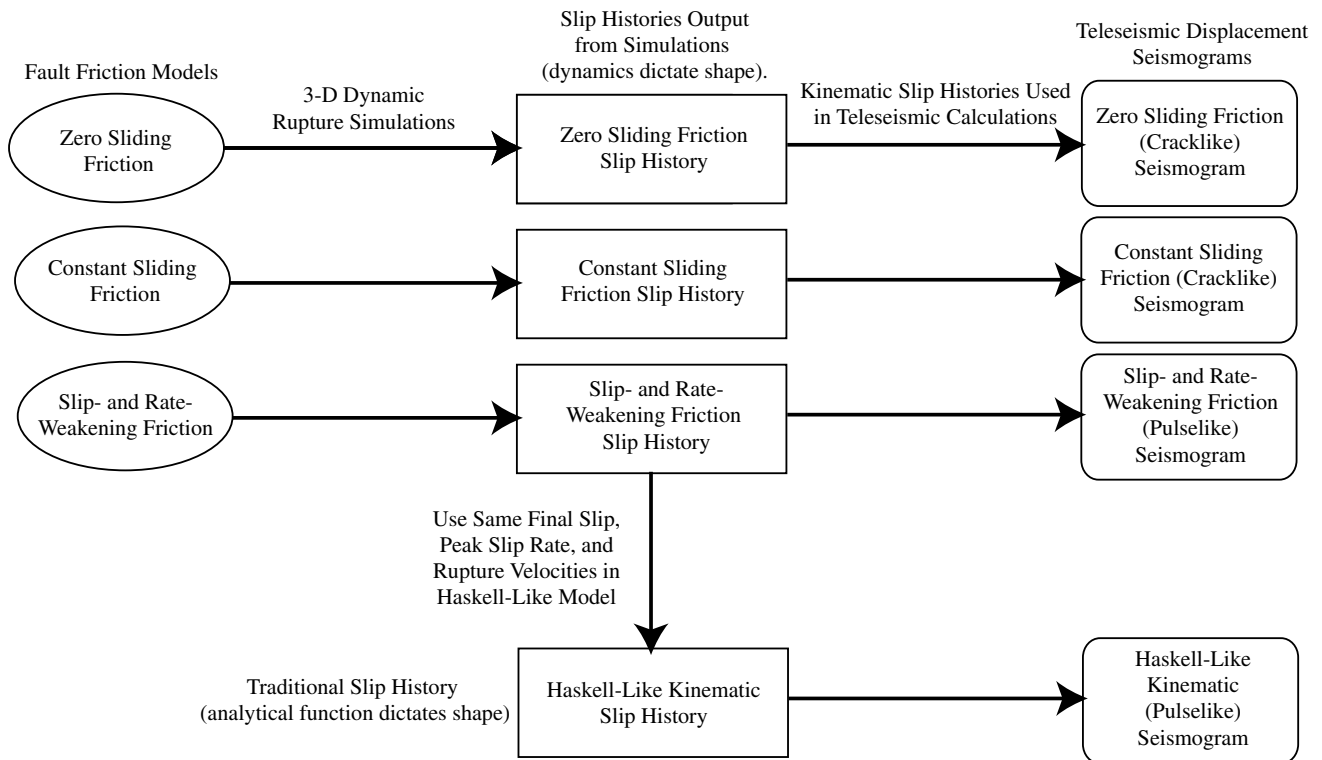 Fault Friction Models
3-D Dynamic
Rupture Simulations
Slip Histories Output
from Simulations
(dynamics dictate shape).
Kinematic Slip Histories Used
in Teleseismic Calculations
Teleseismic Displacement
Seismograms
Zero Sliding
Friction
Zero Sliding Friction
Slip History
Zero Sliding Friction
(Cracklike)
Seismogram
Constant Sliding
Friction
Constant Sliding
Friction Slip History
Constant Sliding
Friction (Cracklike)
Seismogram
Slip- and Rate-
Weakening Friction
Slip- and Rate-
Weakening Friction
Slip History
Slip- and Rate-
Weakening Friction
(Pulselike)
Seismogram
Use Same Final Slip,
Peak Slip Rate, and
Rupture Velocities in
Haskell-Like Model
Traditional Slip History
(analytical function dictates shape)
Haskell-Like Kinematic
Slip History
Haskell-Like
Kinematic
(Pulselike)
Seismogram